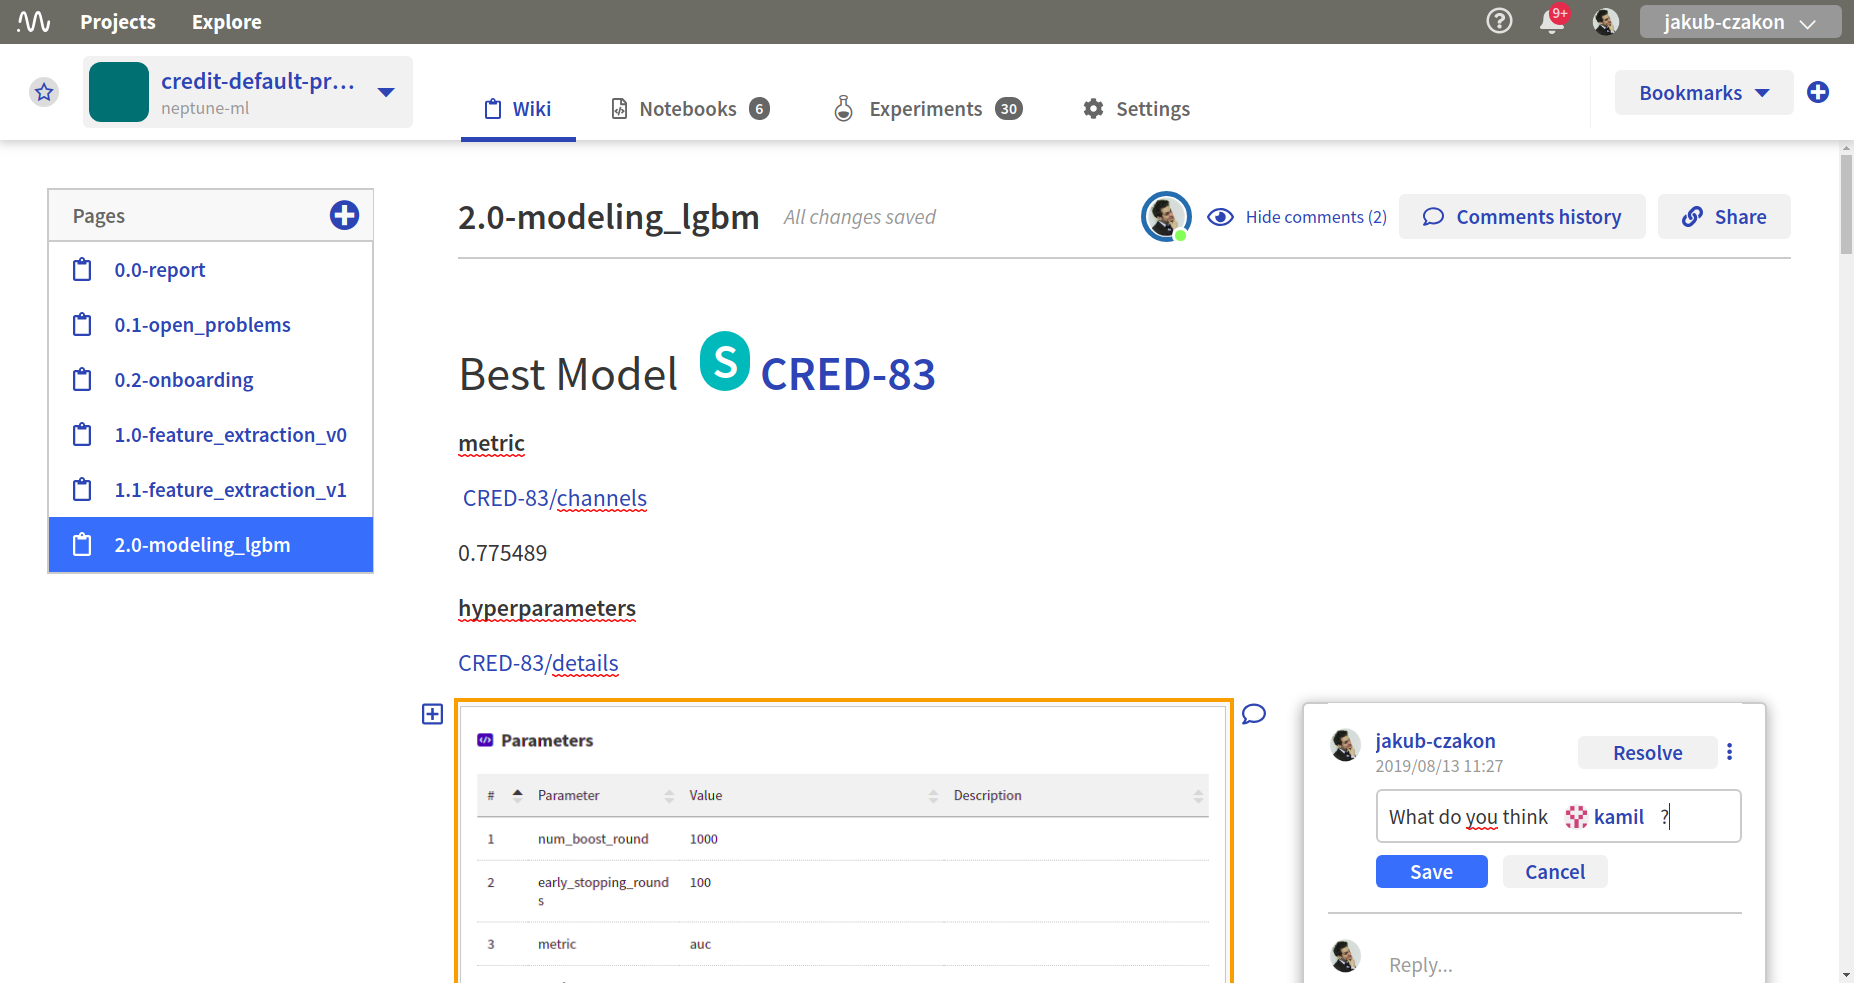 Projects Explore 9+ jakub-czakon
credit-default-pr...
neptune-ml
Wiki Notebooks 6 Experiments 30 Settings Bookmarks
Pages
0.0-report
0.1-open_problems
0.2-onboarding
1.0-feature_extraction_v0
1.1-feature_extraction_v1
2.0-modeling_lgbm
2.0-modeling_lgbm All changes saved Hide comments (2) Comments history Share
Best Model S CRED-83
metric
CRED-83/channels
0.775489
hyperparameters
CRED-83/details
Parameters
# Parameter Value Description
1 num_boost_round 1000
2 early_stopping_round 100
s
3 metric auc
jakub-czakon Resolve
2019/08/13 11:27
What do you think kamil ?
Save Cancel
Reply...